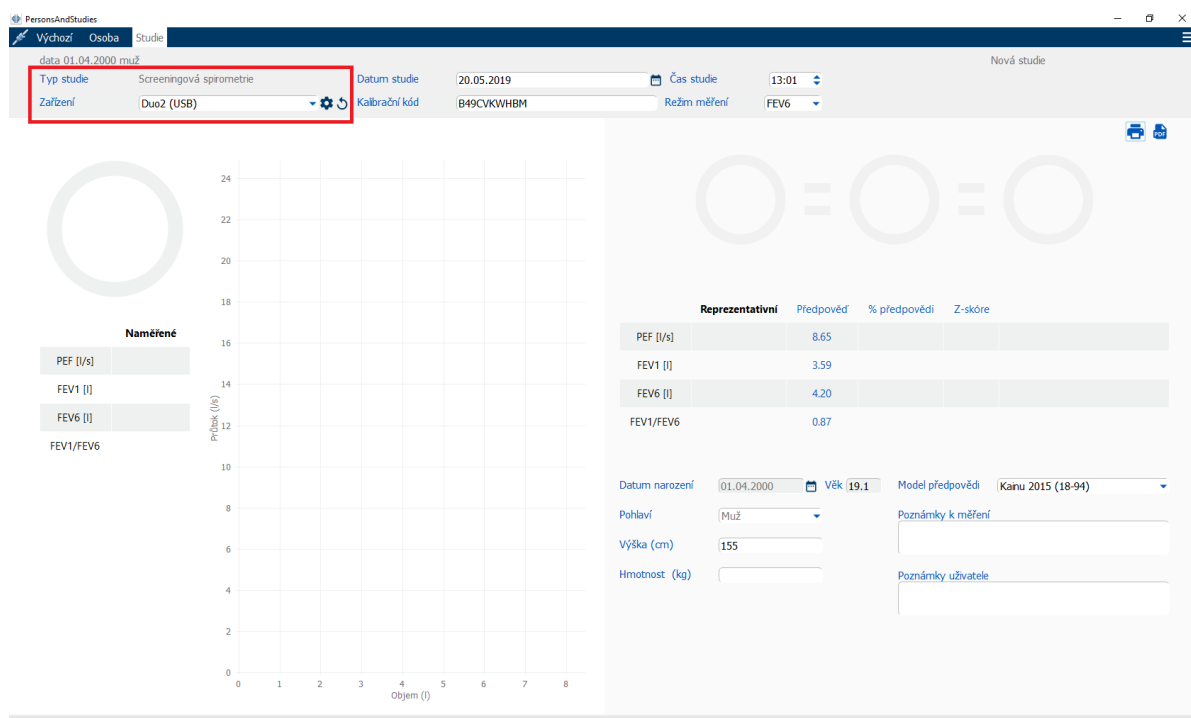 PersonsAndStudies
Výchozí Osoba Studie
data 01.04.2000 muž Nová studie
Typ studie Screeningová spirometrie Datum studie 20.05.2019 Čas studie 13:01
Zařízení Duo2 (USB) Kalibrační kód B49CVKWHBM Režim měření FEV6
PDF
Naměřené
PEF [l/s]
FEV1 [l]
FEV6 [l]
FEV1/FEV6
24
22
20
18
16
14
12
10
8
6
4
2
0
Průtok (l/s)
0 1 2 3 4 5 6 7 8
Objem (l)
Reprezentativní Předpověď % předpovědi Z-skóre
PEF [l/s] 8.65
FEV1 [l] 3.59
FEV6 [l] 4.20
FEV1/FEV6 0.87
Datum narození 01.04.2000 Věk 19.1 Model předpovědi Kainu 2015 (18-94)
Pohlaví Muž Poznámky k měření
Výška (cm) 155
Hmotnost (kg) Poznámky uživatele